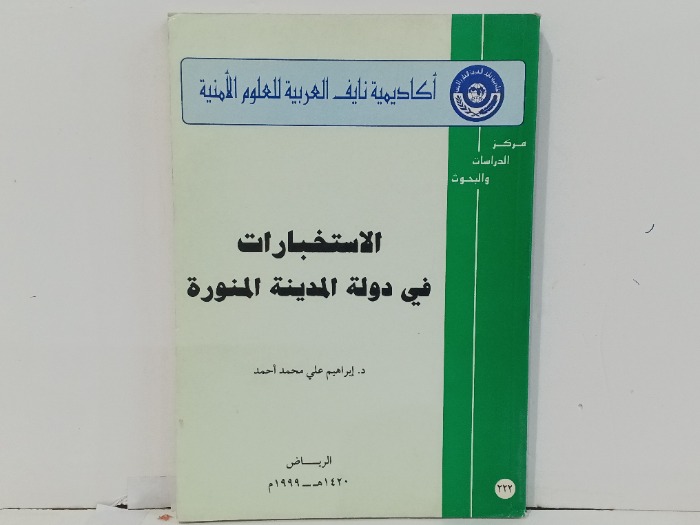 أكاديمية نايف العربية للعلوم الأمنية
مركز
الدراسات
والبحوث
الاستخبارات
في دولة المدينة المنورة
د. إبراهيم علي محمد أحمد
الرياض
١٤٢٠هـ ــ ١٩٩٩م
٢٢٢